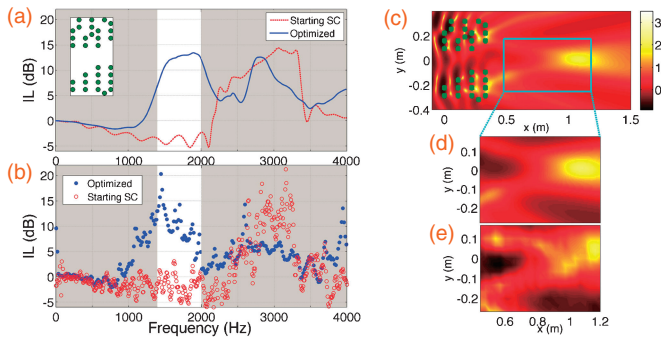 (a)
IL (dB)
20
15
10
5
0
-5
Starting SC
Optimized
0
1000
2000
3000
4000
(b)
IL (dB)
20
15
10
5
0
-5
Optimized
Starting SC
0
1000
2000
3000
4000
Frequency (Hz)
(c)
y (m)
0.2
0
-0.2
-0.4
0
0.5
1
1.5
x (m)
3
2
1
0
(d)
y (m)
0.1
0
-0.1
-0.2
(e)
y (m)
0.1
0
-0.1
-0.2
0.6
0.8
1
1.2
x (m)